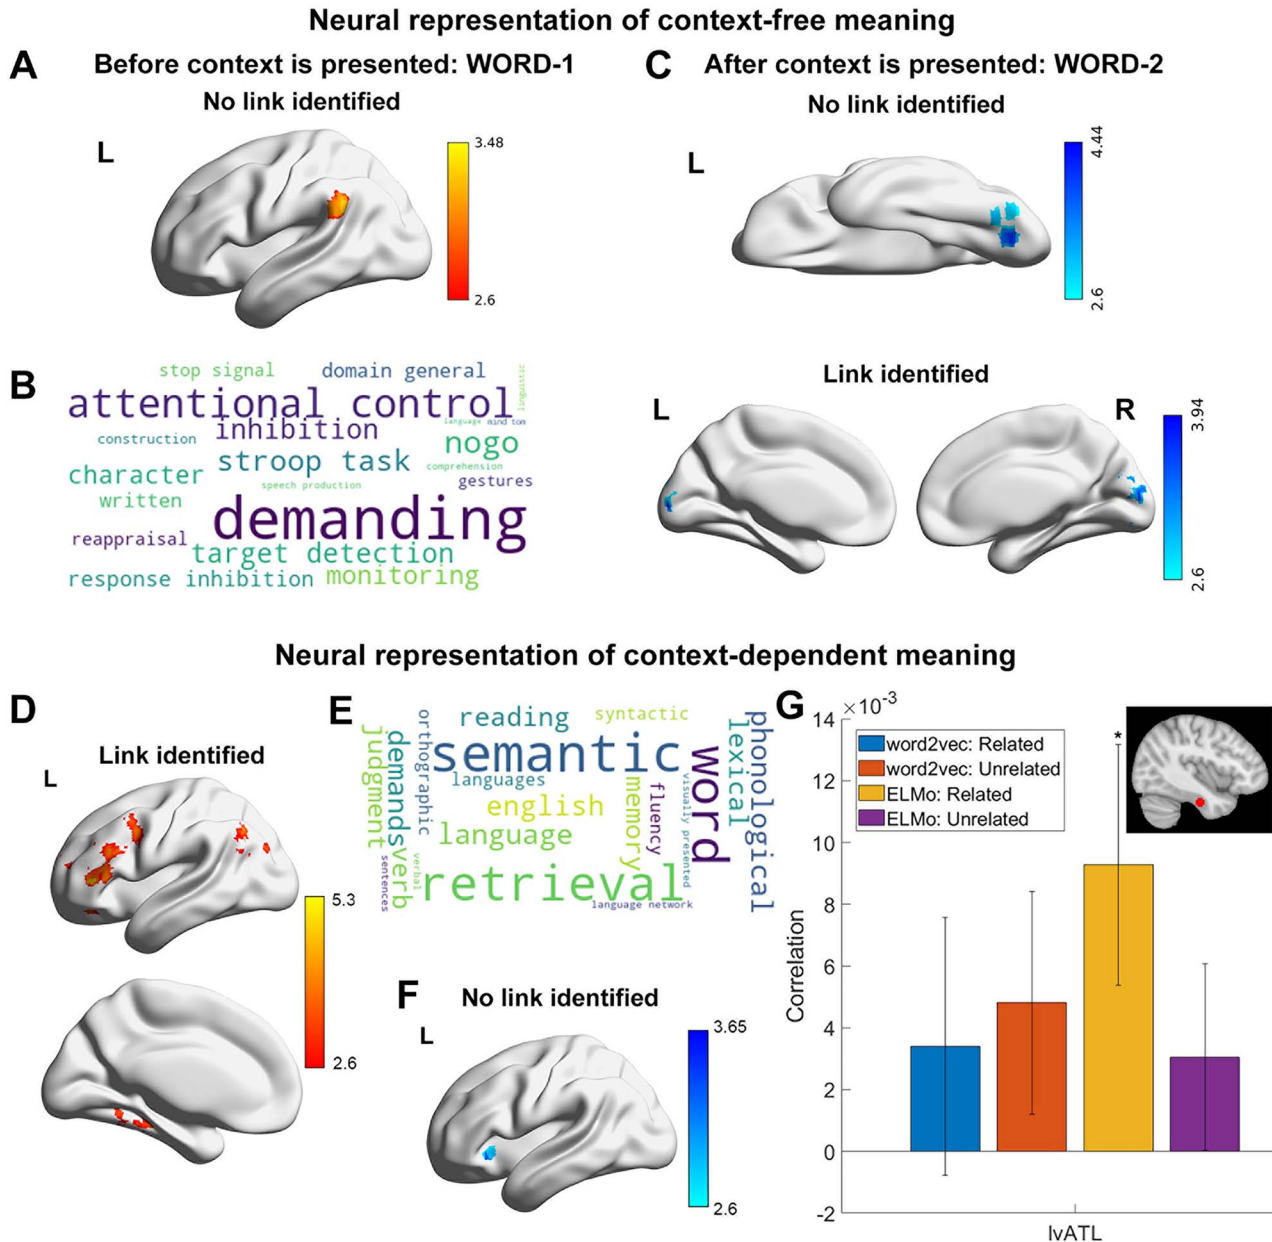 Neural representation of context-free meaning
A
Before context is presented: WORD-1
No link identified
L
3.48
2.6
C
After context is presented: WORD-2
No link identified
L
4.44
2.6
B
stop signal
domain general
linguistic
attentional control
language
mind tom
inhibition
construction
nogo
stroop task
comprehension
character
speech production
gestures
written
demanding
reappraisal
target detection
response inhibition
monitoring
Link identified
L
R
3.94
2.6
Neural representation of context-dependent meaning
D
Link identified
L
5.3
2.6
E
orthographic
reading
syntactic
phonological
judgment
demands
semantic
word
lexical
languages
memory
fluency
visually presented
english
language
sentences
verb
verbal
retrieval
language network
F
No link identified
L
3.65
2.6
G
×10-3
14
12
10
8
6
4
2
0
-2
Correlation
word2vec: Related
word2vec: Unrelated
ELMo: Related
ELMo: Unrelated
*
lvATL